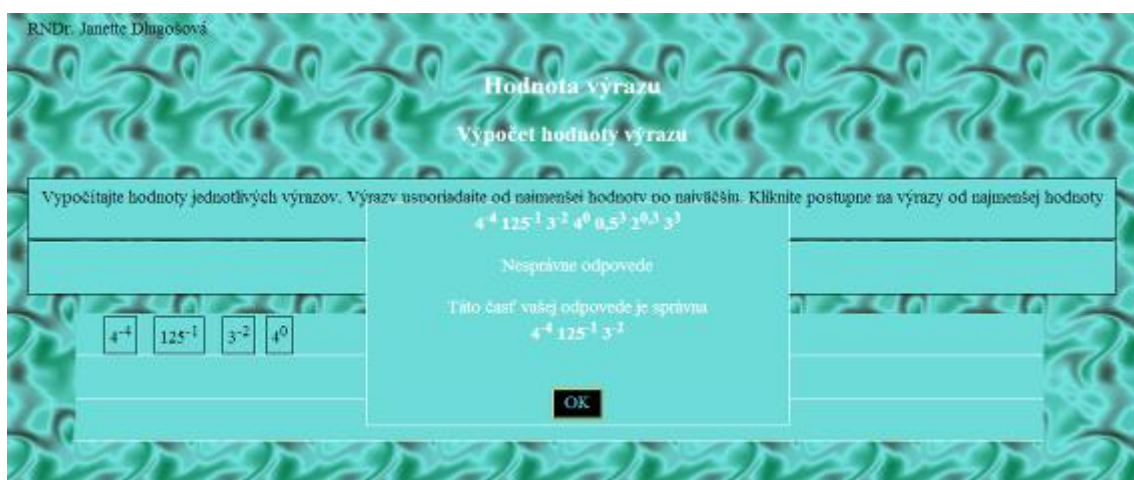 RNDr. Janette Dlugošová
Hodnota výrazu
Výpočet hodnoty výrazu
Vypočítajte hodnoty jednotlivých výrazov. Výrazy usporiadajte od najmenšej hodnoty po najväčšiu. Kliknite postupne na výrazy od najmenšej hodnoty
4⁻⁴ 125⁻¹ 3⁻² 4⁰ 0,5³ 2⁰,³ 3³
Nesprávne odpovede
Táto časť vašej odpovede je správna
4⁻⁴ 125⁻¹ 3⁻²
4⁻⁴ 125⁻¹ 3⁻² 4⁰
OK